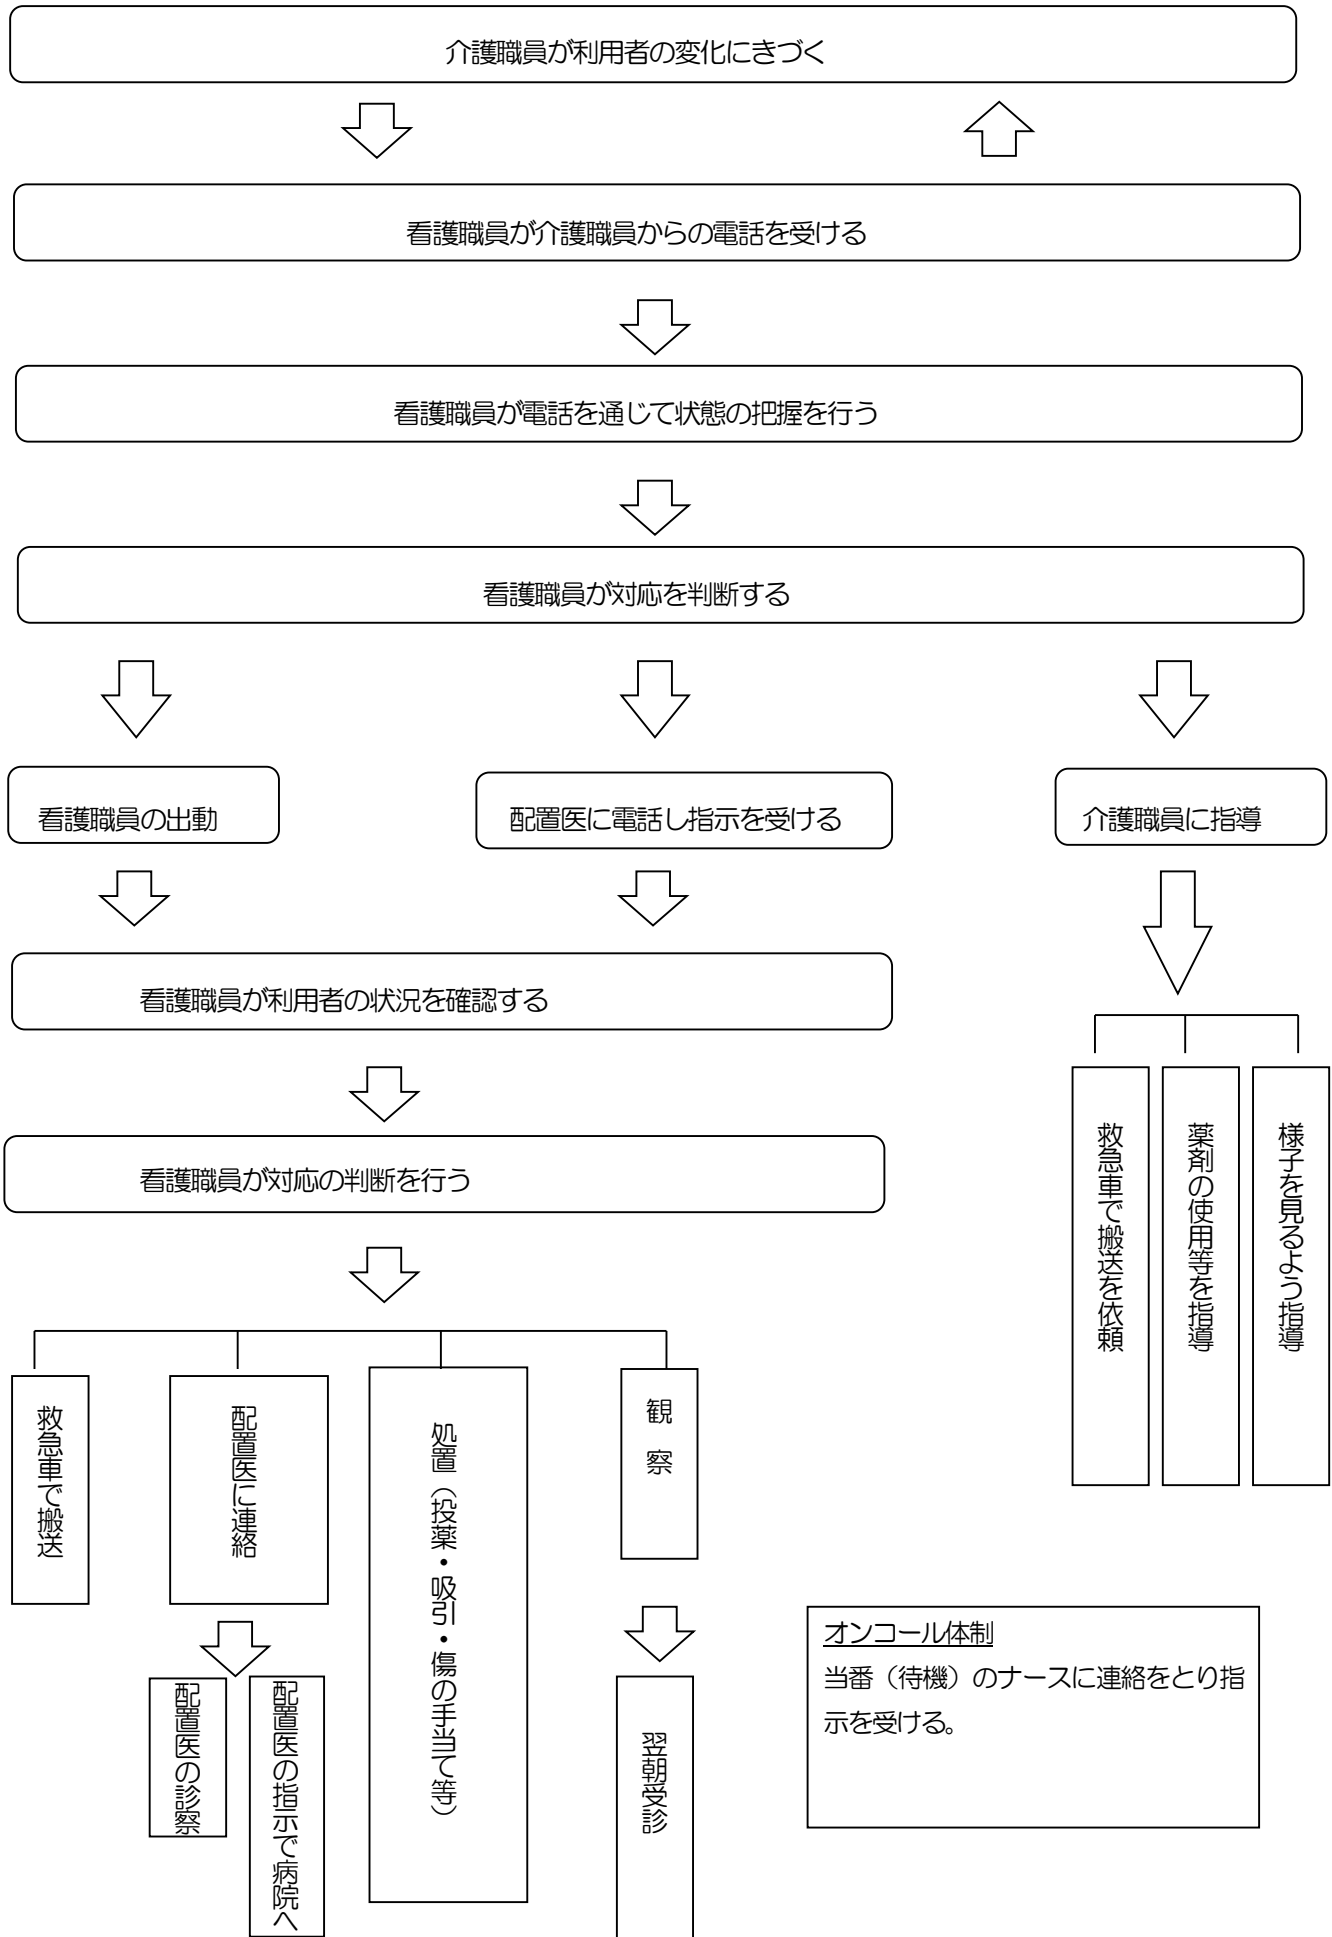 介護職員が利用者の変化にきづく
看護職員が介護職員からの電話を受ける
看護職員が電話を通じて状態の把握を行う
看護職員が対応を判断する
看護職員の出動
配置医に電話し指示を受ける
介護職員に指導
看護職員が利用者の状況を確認する
看護職員が対応の判断を行う
救急車で搬送を依頼
薬剤の使用等を指導
様子を見るよう指導
救急車で搬送
配置医に連絡
処置（投薬・吸引・傷の手当て等）
観　察
配置医の診察
配置医の指示で病院へ
翌朝受診
オンコール体制
当番（待機）のナースに連絡をとり指
示を受ける。